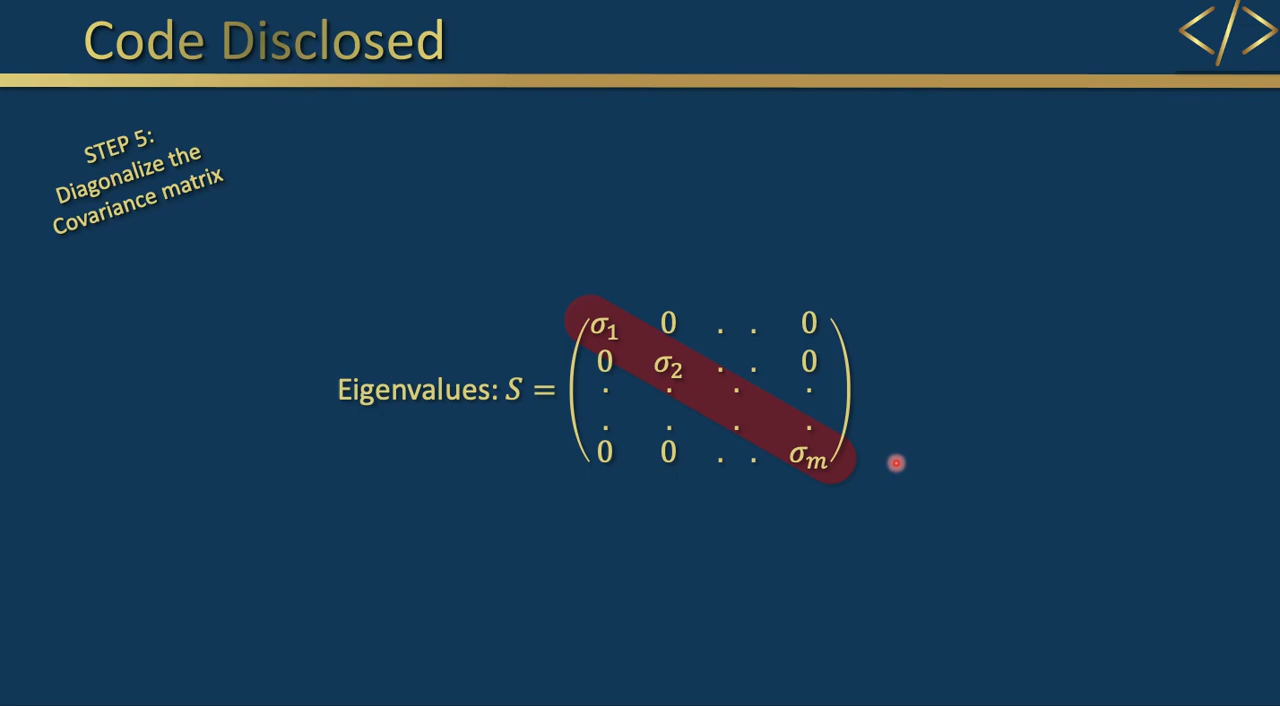 Code Disclosed
</>
STEP 5:
Diagonalize the
Covariance matrix
σ₁ 0 . . 0
0 σ₂ . . 0
Eigenvalues: S =
. . . .
. . . .
0 0 . . σₘ